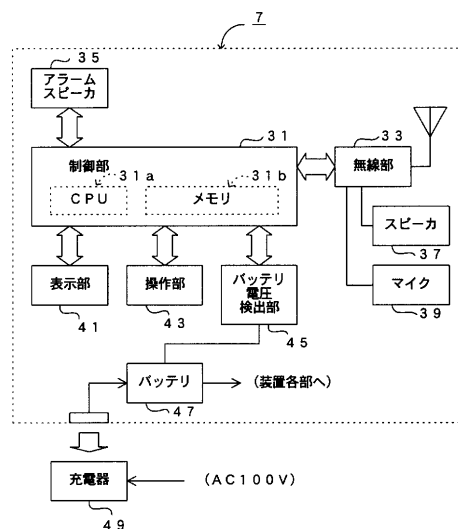 7
35
アラーム
スピーカ
31
制御部
31a
CPU
31b
メモリ
33
無線部
スピーカ
37
マイク
39
表示部
41
操作部
43
バッテリ
電圧
検出部
45
バッテリ
47
(装置各部へ)
充電器
49
(AC100V)